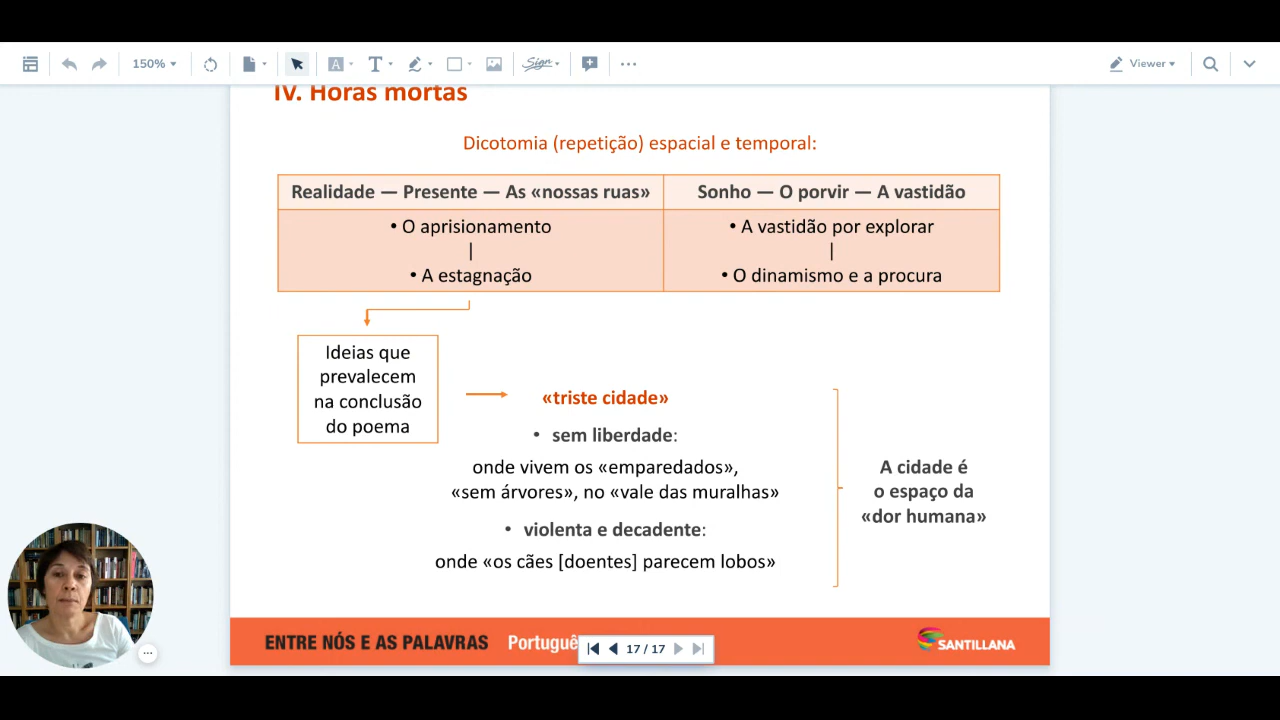 150%
A
T
Sign
Viewer
IV. Horas mortas
Dicotomia (repetição) espacial e temporal:
Realidade — Presente — As «nossas ruas»
Sonho — O porvir — A vastidão
• O aprisionamento
|
• A estagnação
• A vastidão por explorar
|
• O dinamismo e a procura
Ideias que
prevalecem
na conclusão
do poema
«triste cidade»
• sem liberdade:
onde vivem os «emparedados»,
«sem árvores», no «vale das muralhas»
• violenta e decadente:
onde «os cães [doentes] parecem lobos»
A cidade é
o espaço da
«dor humana»
ENTRE NÓS E AS PALAVRAS
17 / 17
SANTILLANA